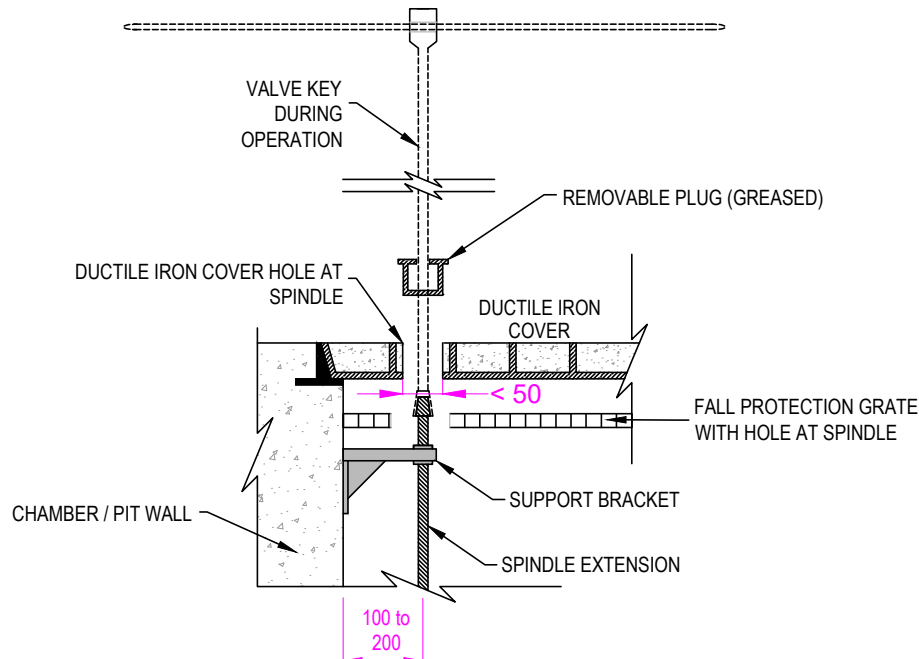 VALVE KEY
DURING
OPERATION
REMOVABLE PLUG (GREASED)
DUCTILE IRON COVER HOLE AT
SPINDLE
DUCTILE IRON
COVER
< 50
FALL PROTECTION GRATE
WITH HOLE AT SPINDLE
SUPPORT BRACKET
CHAMBER / PIT WALL
SPINDLE EXTENSION
100 to
200